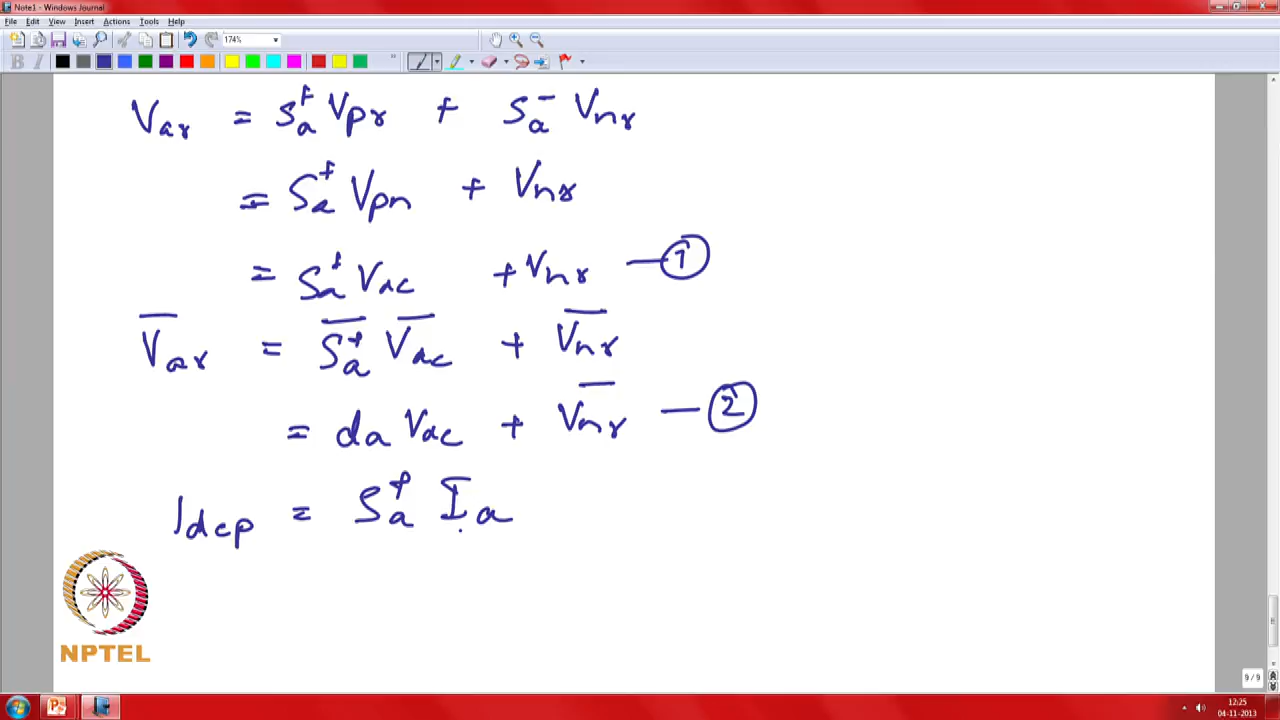 Note1 - Windows Journal
File Edit View Insert Actions Tools Help
174%
B I
Var = Sa⁺ Vpr + Sa⁻ Vnr
= Sa⁺ Vpn + Vnr
= Sa⁺ Vdc + Vnr — ①
V̅ar = S̅a⁺ V̅dc + V̅nr
= da Vdc + V̅nr — ②
Idcp = Sa⁺ Ia
NPTEL
9 / 9
12:25
04-11-2013